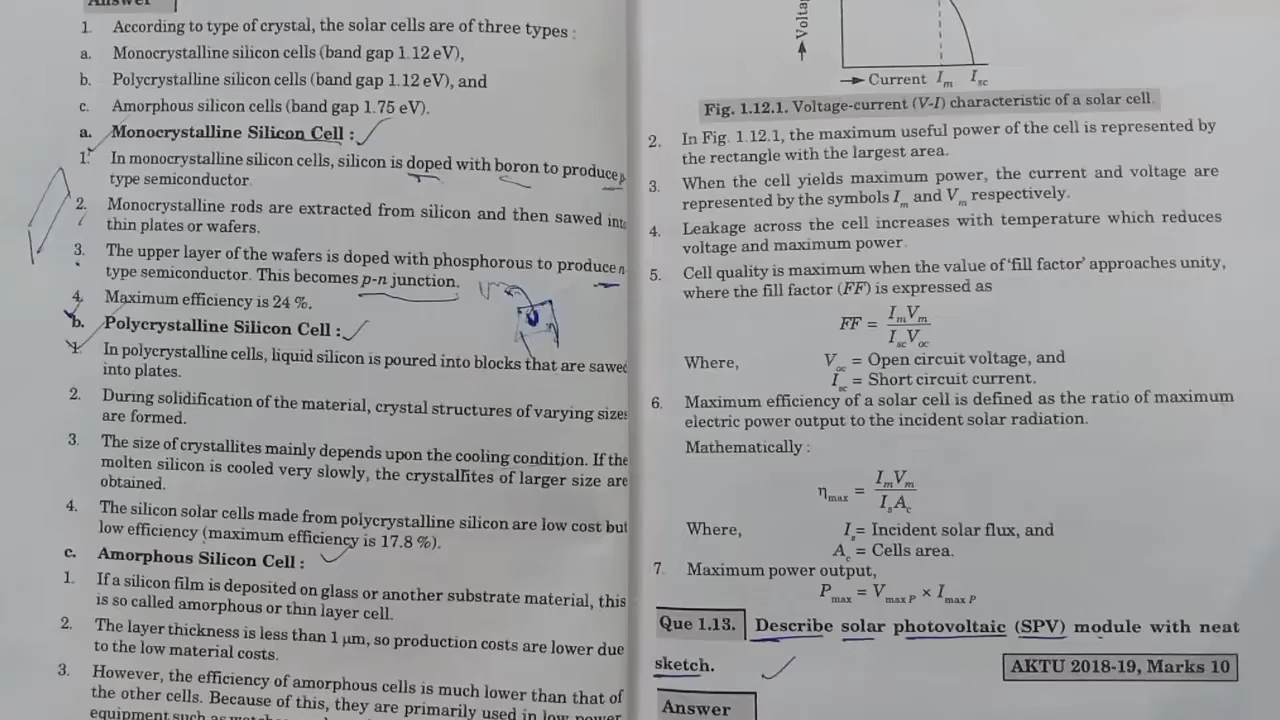 Answer
1. According to type of crystal, the solar cells are of three types :
a. Monocrystalline silicon cells (band gap 1.12 eV),
b. Polycrystalline silicon cells (band gap 1.12 eV), and
c. Amorphous silicon cells (band gap 1.75 eV).
a. Monocrystalline Silicon Cell :
1. In monocrystalline silicon cells, silicon is doped with boron to produce p
type semiconductor.
2. Monocrystalline rods are extracted from silicon and then sawed into
thin plates or wafers.
3. The upper layer of the wafers is doped with phosphorous to produce n
type semiconductor. This becomes p-n junction.
4. Maximum efficiency is 24 %.
b. Polycrystalline Silicon Cell :
1. In polycrystalline cells, liquid silicon is poured into blocks that are sawed
into plates.
2. During solidification of the material, crystal structures of varying sizes
are formed.
3. The size of crystallites mainly depends upon the cooling condition. If the
molten silicon is cooled very slowly, the crystallites of larger size are
obtained.
4. The silicon solar cells made from polycrystalline silicon are low cost but
low efficiency (maximum efficiency is 17.8 %).
c. Amorphous Silicon Cell :
1. If a silicon film is deposited on glass or another substrate material, this
is so called amorphous or thin layer cell.
2. The layer thickness is less than 1 μm, so production costs are lower due
to the low material costs.
3. However, the efficiency of amorphous cells is much lower than that of
the other cells. Because of this, they are primarily used in low power
equipment such as
Current I_m I_sc
Fig. 1.12.1. Voltage-current (V-I) characteristic of a solar cell.
2. In Fig. 1.12.1, the maximum useful power of the cell is represented by
the rectangle with the largest area.
3. When the cell yields maximum power, the current and voltage are
represented by the symbols I_m and V_m respectively.
4. Leakage across the cell increases with temperature which reduces
voltage and maximum power.
5. Cell quality is maximum when the value of 'fill factor' approaches unity,
where the fill factor (FF) is expressed as
FF = I_m V_m / I_sc V_oc
Where, V_oc = Open circuit voltage, and
I_sc = Short circuit current.
6. Maximum efficiency of a solar cell is defined as the ratio of maximum
electric power output to the incident solar radiation.
Mathematically :
η_max = I_m V_m / I_s A_c
Where, I_s = Incident solar flux, and
A_c = Cells area.
7. Maximum power output,
P_max = V_max P × I_max P
Que 1.13. Describe solar photovoltaic (SPV) module with neat
sketch.
AKTU 2018-19, Marks 10
Answer